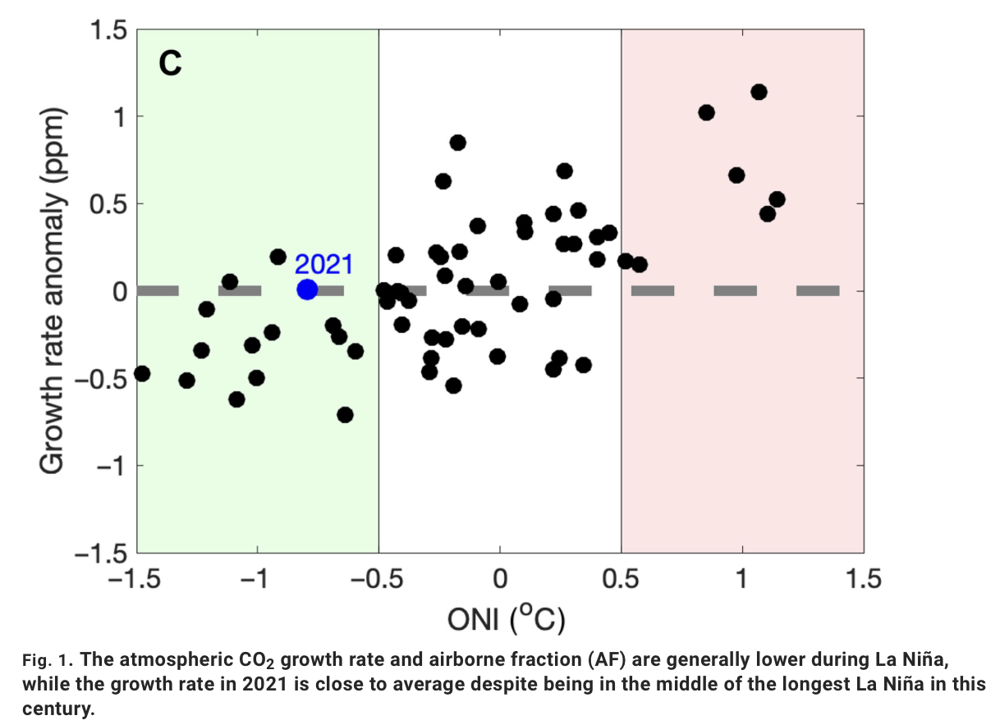 C
2021
Growth rate anomaly (ppm)
1.5
1
0.5
0
−0.5
−1
−1.5
−1.5 −1 −0.5 0 0.5 1 1.5
ONI (°C)
Fig. 1. The atmospheric CO₂ growth rate and airborne fraction (AF) are generally lower during La Niña,
while the growth rate in 2021 is close to average despite being in the middle of the longest La Niña in this
century.